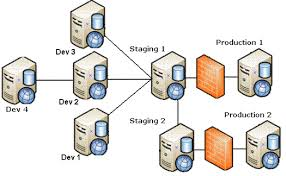 Dev 3
Staging 1
Production 1
Dev 4
Dev 2
Staging 2
Production 2
Dev 1